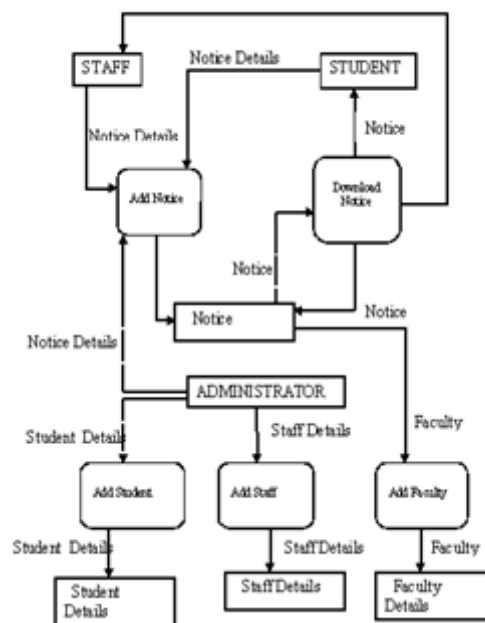 STAFF
Notice Details
STUDENT
Notice Details
Notice
Add Notice
Download
Notice
Notice
Notice
Notice
Notice Details
ADMINISTRATOR
Student Details
Staff Details
Faculty
Add Student
Add Staff
Add Faculty
Student Details
Staff Details
Faculty
Student
Details
Staff Details
Faculty
Details